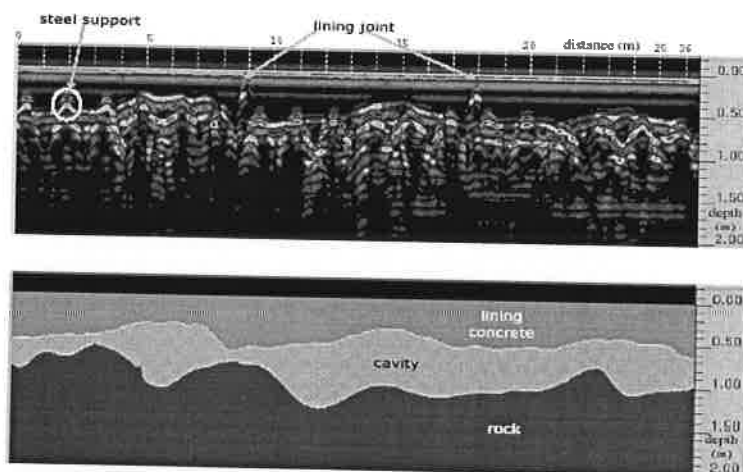 steel support
lining joint
0 5 10 15 20 distance (m) 26
0.00
0.50
1.00
1.50
depth
(m)
2.00
0.00
lining
concrete
0.50
cavity
1.00
rock
1.50
depth
(m)
2.00